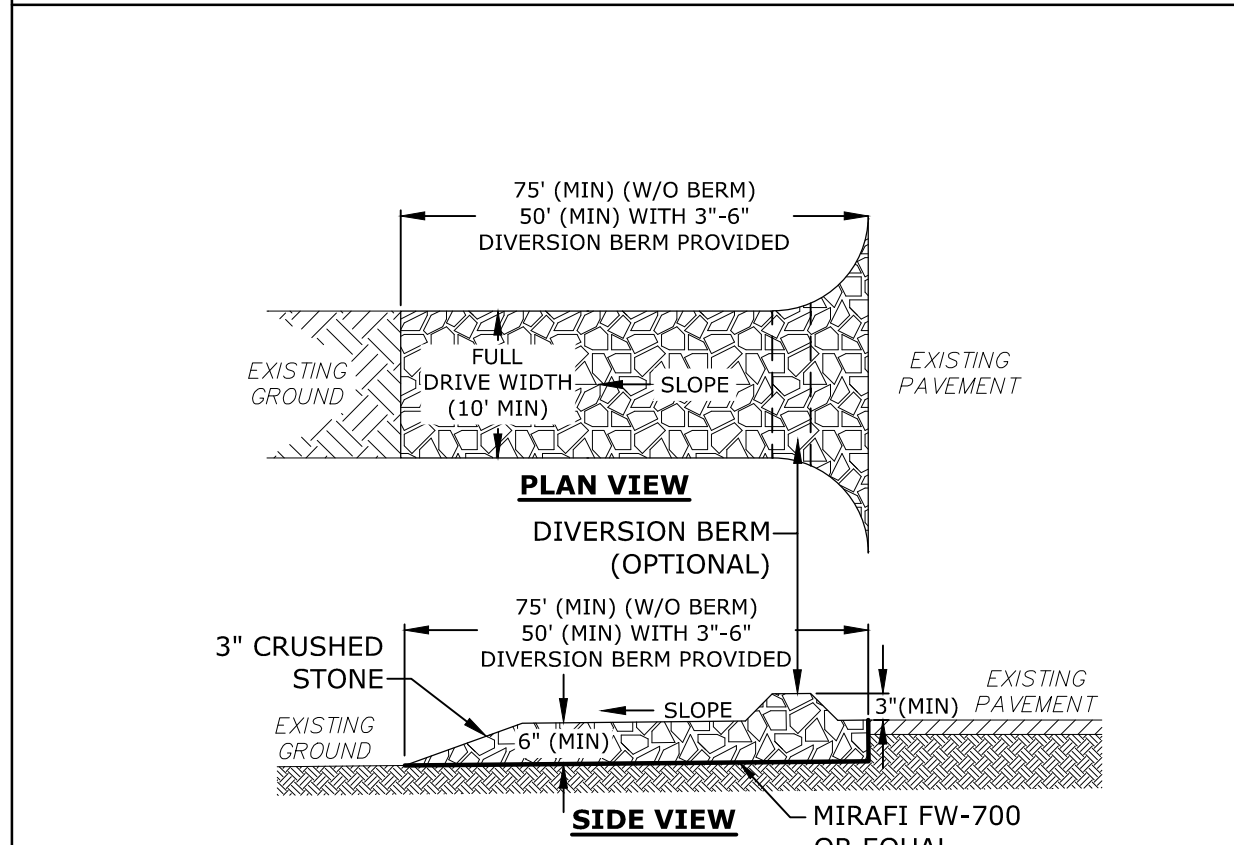 75' (MIN) (W/O BERM)
50' (MIN) WITH 3"-6"
DIVERSION BERM PROVIDED
EXISTING
GROUND
FULL
DRIVE WIDTH
(10' MIN)
SLOPE
EXISTING
PAVEMENT
PLAN VIEW
DIVERSION BERM
(OPTIONAL)
75' (MIN) (W/O BERM)
50' (MIN) WITH 3"-6"
DIVERSION BERM PROVIDED
3" CRUSHED
STONE
EXISTING
GROUND
6" (MIN)
SLOPE
3"(MIN)
EXISTING
PAVEMENT
SIDE VIEW
MIRAFI FW-700
OR EQUAL